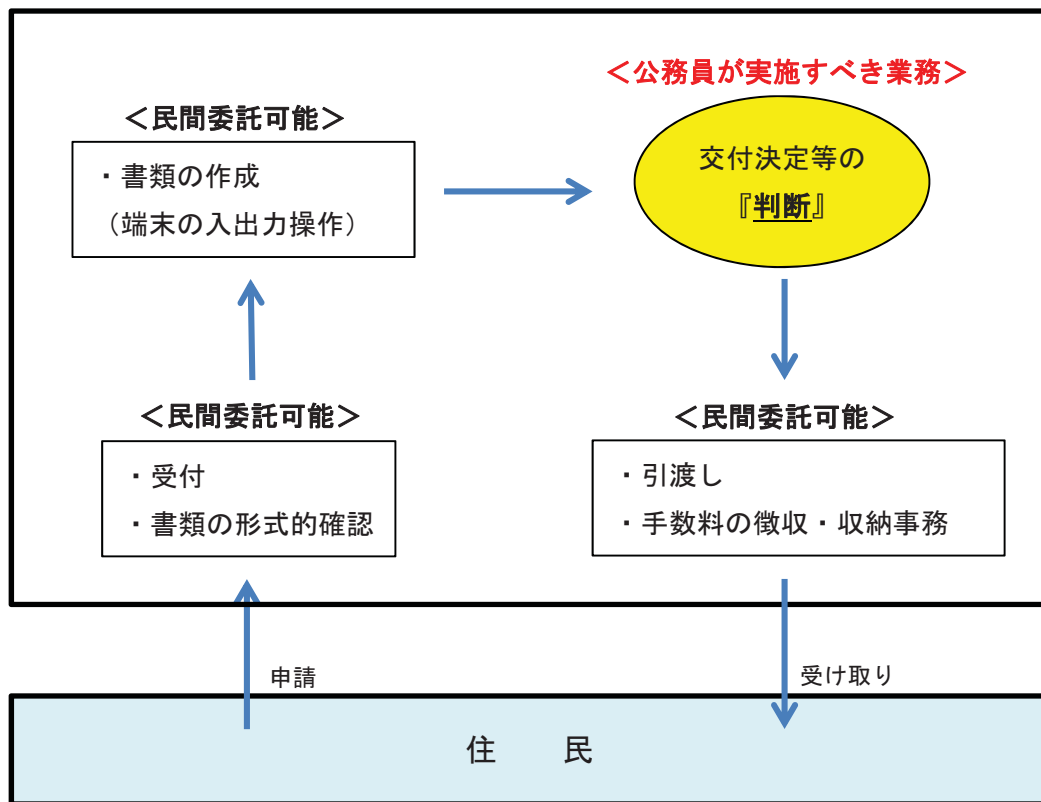 ＜公務員が実施すべき業務＞
＜民間委託可能＞
・書類の作成
（端末の入出力操作）
交付決定等の
『判断』
＜民間委託可能＞
・受付
・書類の形式的確認
＜民間委託可能＞
・引渡し
・手数料の徴収・収納事務
申請
受け取り
住　　民